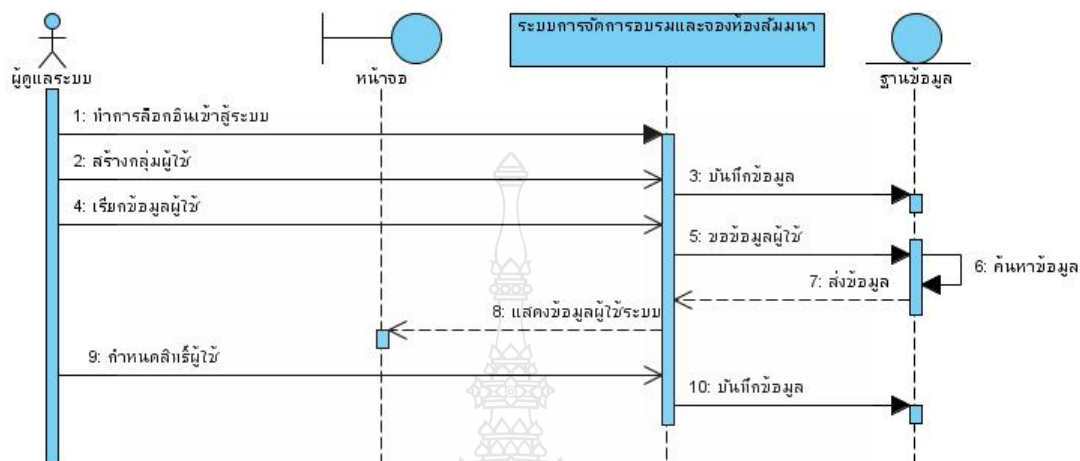 ระบบการจัดการอบรมและจองห้องสัมมนา
ผู้ดูแลระบบ
หน้าจอ
ฐานข้อมูล
1: ทำการล๊อกอินเข้าสู่ระบบ
2: สร้างกลุ่มผู้ใช้
3: บันทึกข้อมูล
4: เรียกข้อมูลผู้ใช้
5: ขอข้อมูลผู้ใช้
6: ค้นหาข้อมูล
7: ส่งข้อมูล
8: แสดงข้อมูลผู้ใช้ระบบ
9: กำหนดสิทธิ์ผู้ใช้
10: บันทึกข้อมูล